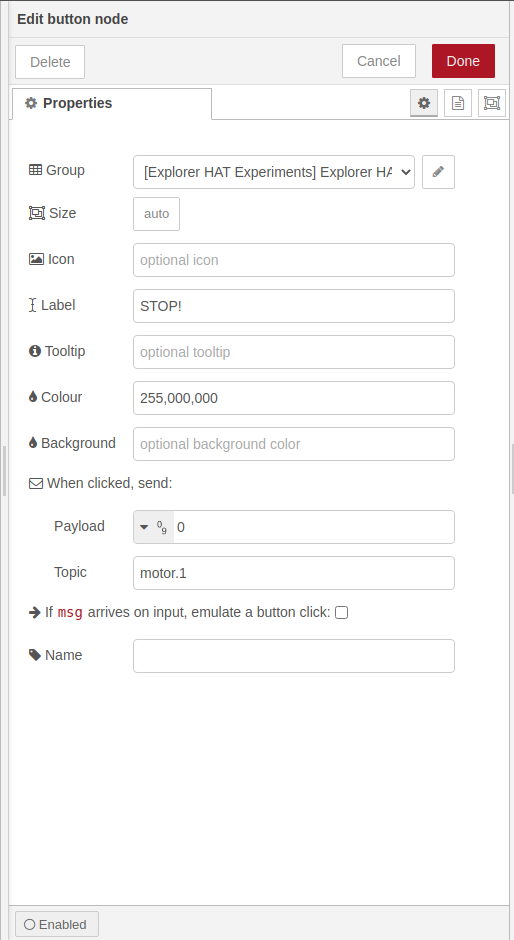 Edit button node
Delete
Cancel
Done
Properties
Group
[Explorer HAT Experiments] Explorer HA
Size
auto
Icon
optional icon
Label
STOP!
Tooltip
optional tooltip
Colour
255,000,000
Background
optional background color
When clicked, send:
Payload
0
9
0
Topic
motor.1
If msg arrives on input, emulate a button click:
Name
Enabled